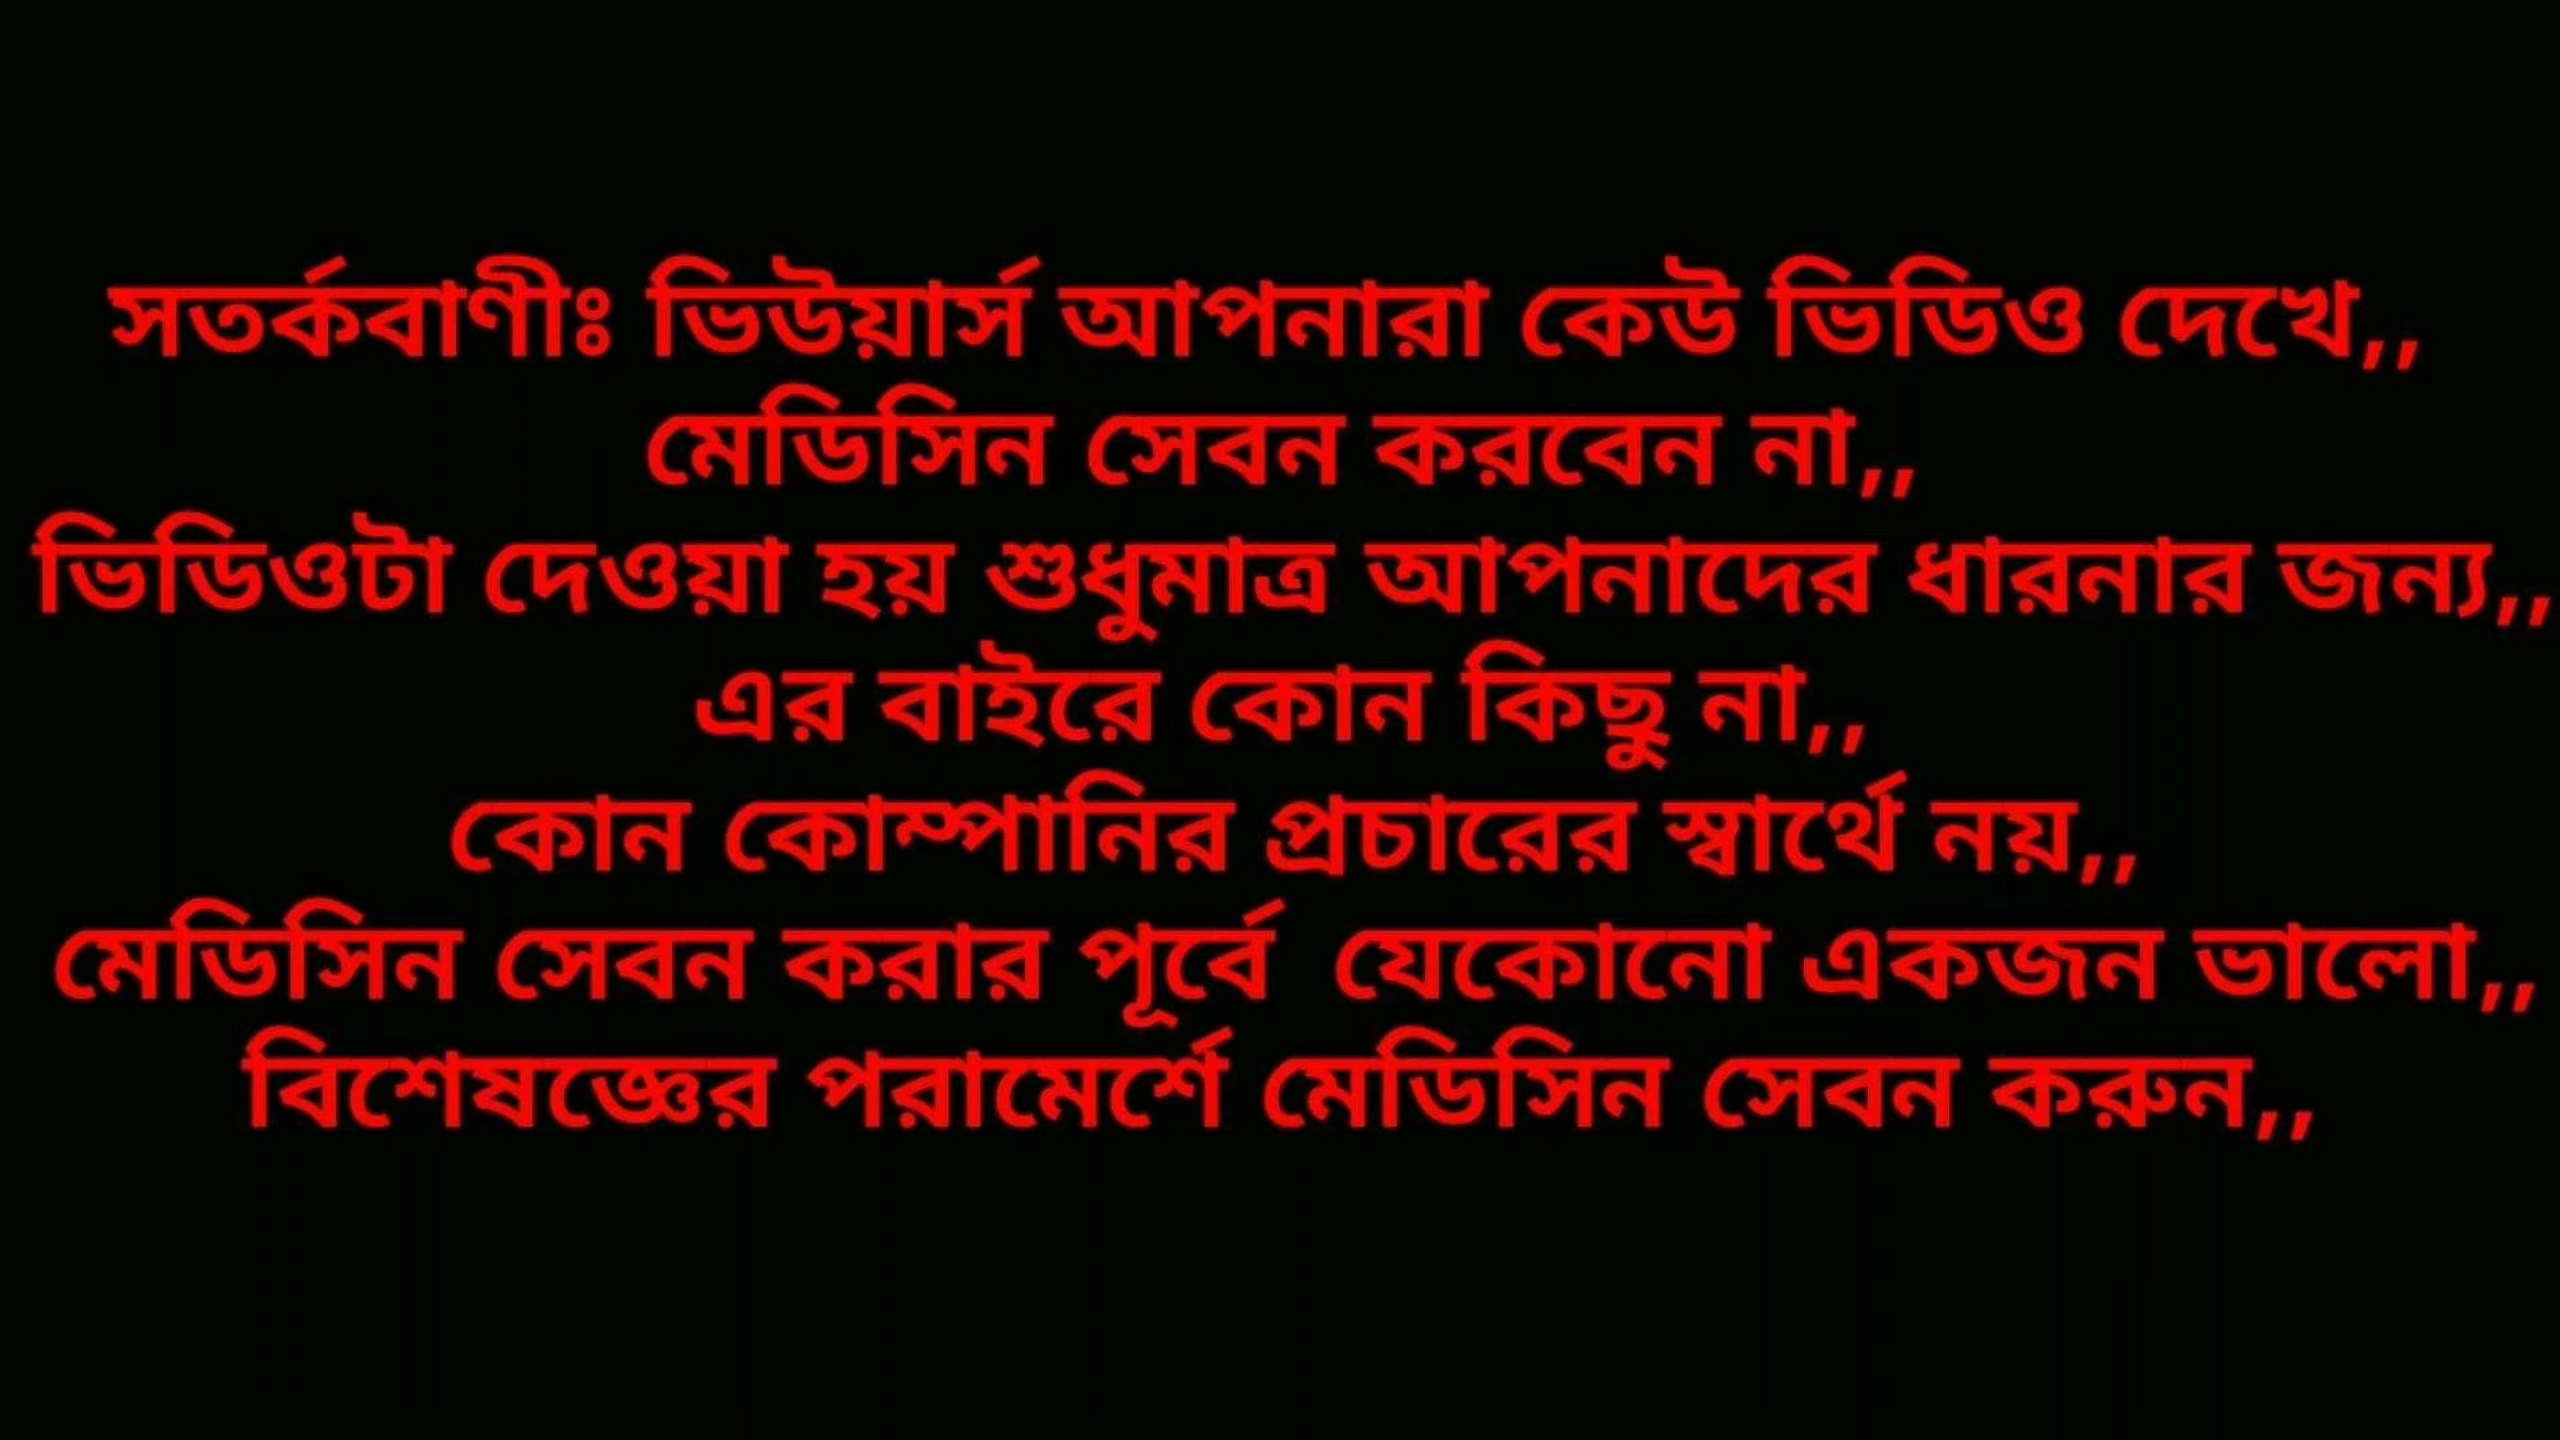 সতর্কবাণীঃ ভিউয়ার্স আপনারা কেউ ভিডিও দেখে,,
মেডিসিন সেবন করবেন না,,
ভিডিওটা দেওয়া হয় শুধুমাত্র আপনাদের ধারনার জন্য,,
এর বাইরে কোন কিছু না,,
কোন কোম্পানির প্রচারের স্বার্থে নয়,,
মেডিসিন সেবন করার পূর্বে  যেকোনো একজন ভালো,,
বিশেষজ্ঞের পরামের্শে মেডিসিন সেবন করুন,,